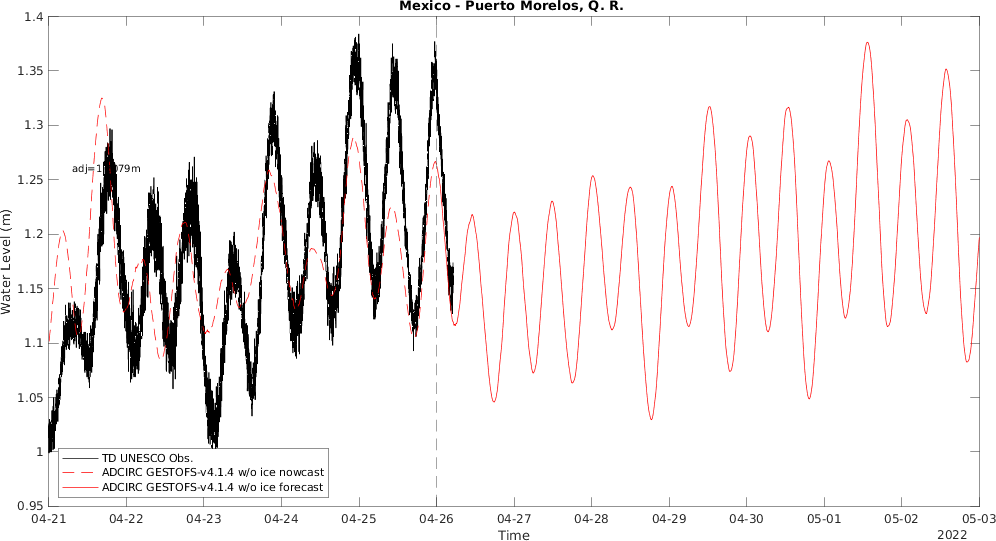 Mexico - Puerto Morelos, Q. R.
Water Level (m)
1.4
1.35
1.3
1.25
1.2
1.15
1.1
1.05
1
0.95
TD UNESCO Obs.
ADCIRC GESTOFS-v4.1.4 w/o ice nowcast
ADCIRC GESTOFS-v4.1.4 w/o ice forecast
04-21 04-22 04-23 04-24 04-25 04-26 04-27 04-28 04-29 04-30 05-01 05-02 05-03
Time
2022